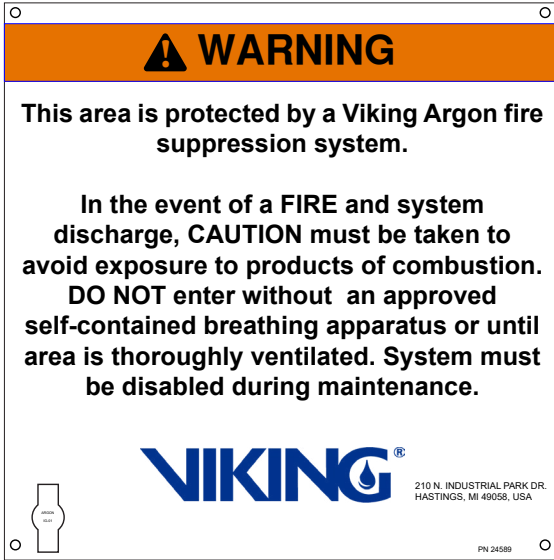 WARNING
This area is protected by a Viking Argon fire
suppression system.
In the event of a FIRE and system
discharge, CAUTION must be taken to
avoid exposure to products of combustion.
DO NOT enter without an approved
self-contained breathing apparatus or until
area is thoroughly ventilated. System must
be disabled during maintenance.
VIKING®
210 N. INDUSTRIAL PARK DR.
HASTINGS, MI 49058, USA
ARGON
IG-01
PN 24589